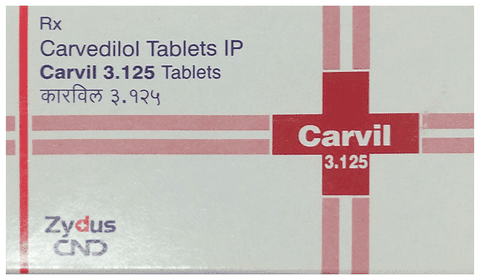 Rx
Carvedilol Tablets IP
Carvil 3.125 Tablets
कारविल ३.१२५
Carvil
3.125
Zydus
CND